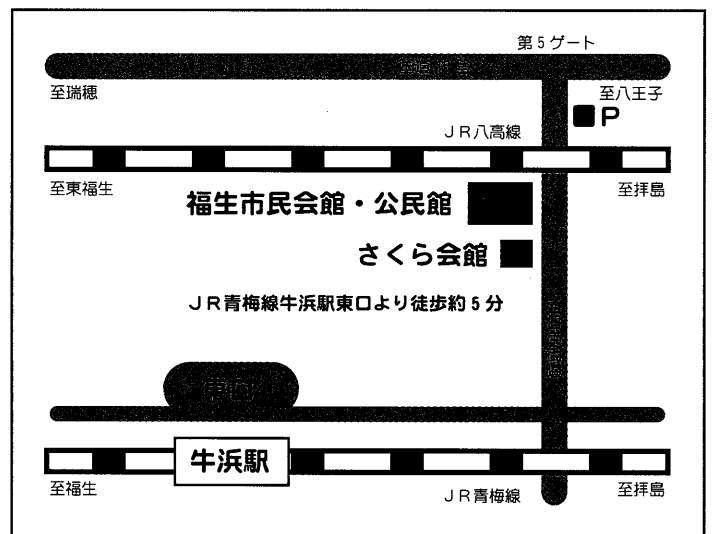 第5ゲート
至瑞穂
至八王子
P
JR八高線
至東福生
至拝島
福生市民会館・公民館
さくら会館
JR青梅線牛浜駅東口より徒歩約5分
東口
牛浜駅
至福生
JR青梅線
至拝島